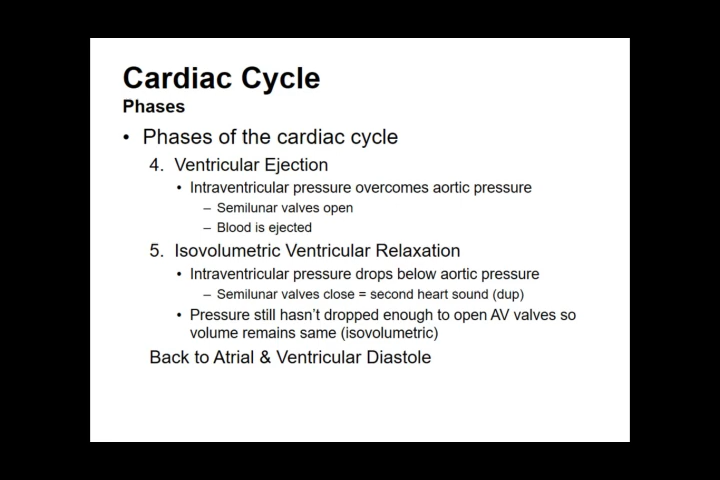 Cardiac Cycle
Phases
• Phases of the cardiac cycle
4. Ventricular Ejection
• Intraventricular pressure overcomes aortic pressure
– Semilunar valves open
– Blood is ejected
5. Isovolumetric Ventricular Relaxation
• Intraventricular pressure drops below aortic pressure
– Semilunar valves close = second heart sound (dup)
• Pressure still hasn't dropped enough to open AV valves so
volume remains same (isovolumetric)
Back to Atrial & Ventricular Diastole